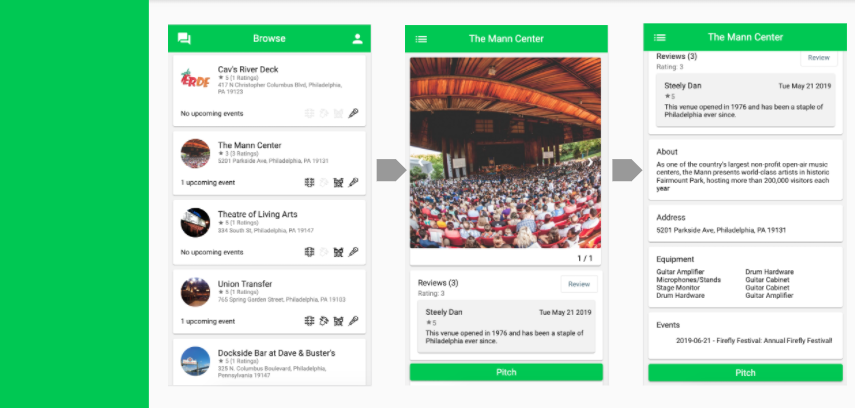 Browse
ERDE
Cav's River Deck
★ 5 (1 Ratings)
417 N Christopher Columbus Blvd, Philadelphia,
PA 19123
No upcoming events
The Mann Center
★ 3 (3 Ratings)
5201 Parkside Ave, Philadelphia, PA 19131
1 upcoming event
Theatre of Living Arts
★ 5 (1 Ratings)
334 South St, Philadelphia, PA 19147
No upcoming events
Union Transfer
★ 5 (1 Ratings)
765 Spring Garden Street, Philadelphia, PA 19123
1 upcoming event
Dockside Bar at Dave & Buster's
★ 5 (1 Ratings)
325 N. Columbus Boulevard, Philadelphia,
Pennsylvania 19147
The Mann Center
1 / 1
Reviews (3)
Review
Rating: 3
Steely Dan
Tue May 21 2019
★5
This venue opened in 1976 and has been a staple of
Philadelphia ever since.
Pitch
The Mann Center
Reviews (3)
Review
Rating: 3
Steely Dan
Tue May 21 2019
★5
This venue opened in 1976 and has been a staple of
Philadelphia ever since.
About
As one of the country's largest non-profit open-air music
centers, the Mann presents world-class artists in historic
Fairmount Park, hosting more than 200,000 visitors each
year
Address
5201 Parkside Ave, Philadelphia, PA 19131
Equipment
Guitar Amplifier
Drum Hardware
Microphones/Stands
Guitar Cabinet
Stage Monitor
Guitar Cabinet
Drum Hardware
Guitar Amplifier
Events
2019-06-21 - Firefly Festival: Annual Firefly Festival!
Pitch